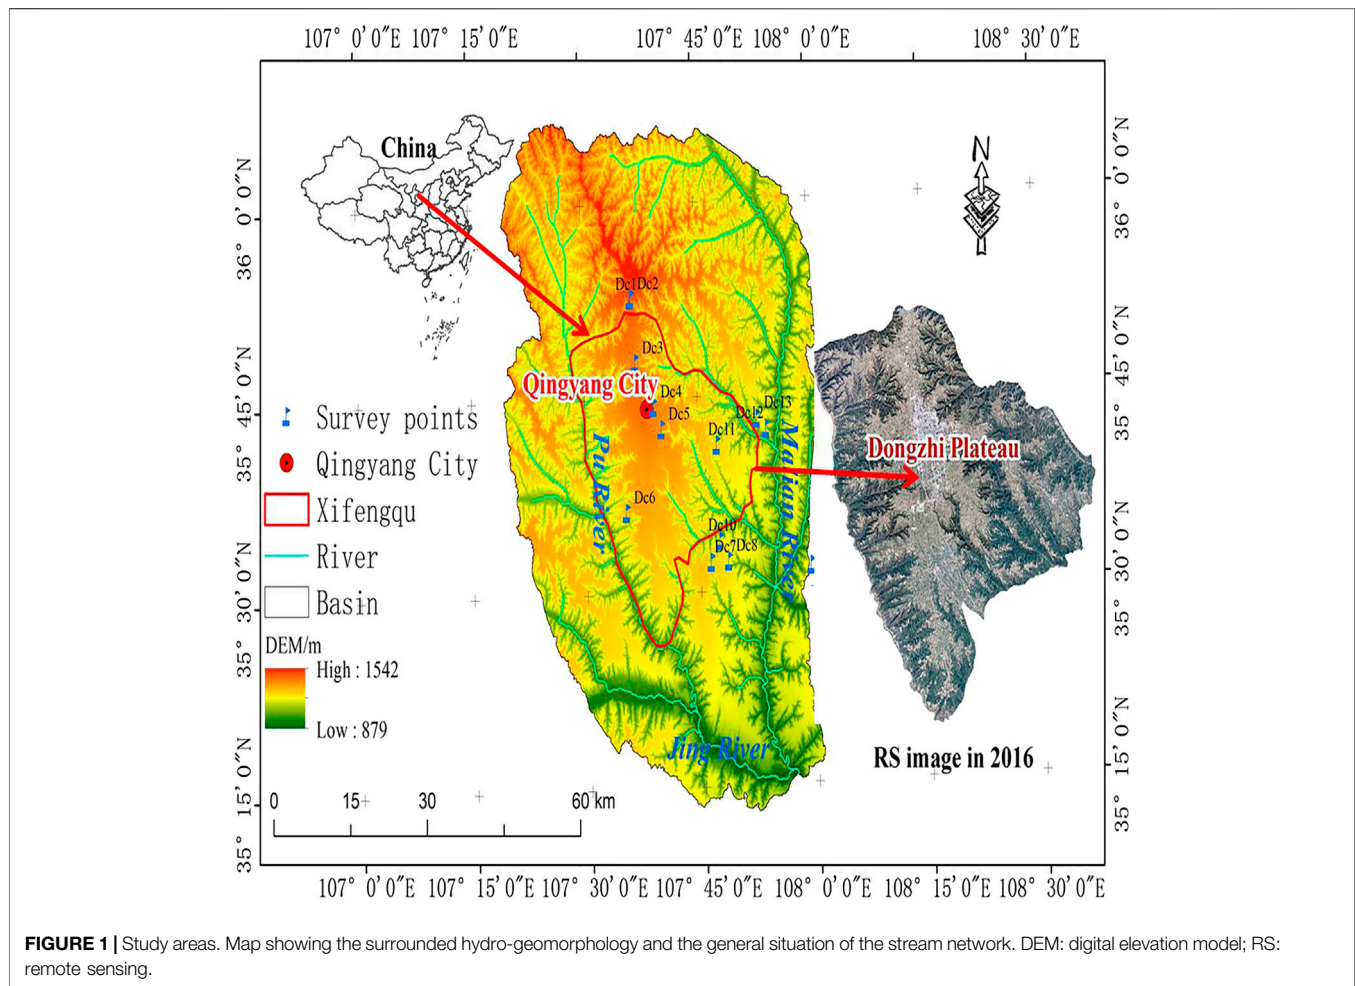 107° 0′0″E 107° 15′0″E 107° 45′0″E 108° 0′0″E 108° 30′0″E
China
N
36° 0′0″N
36° 0′0″N
Dc1Dc2
Dc3
Qingyang City
Dc4
Dc5
Dc12
Dc13
Dc11
35° 45′0″N
35° 45′0″N
Pu River
Malian River
Dongzhi Plateau
Dc6
Dc10
Dc7Dc8
Survey points
Qingyang City
Xifengqu
River
Basin
35° 30′0″N
35° 30′0″N
DEM/m
High : 1542
Low : 879
Jing River
RS image in 2016
35° 15′0″N
35° 15′0″N
0 15 30 60 km
107° 0′0″E 107° 15′0″E 107° 30′0″E 107° 45′0″E 108° 0′0″E 108° 15′0″E 108° 30′0″E
FIGURE 1 | Study areas. Map showing the surrounded hydro-geomorphology and the general situation of the stream network. DEM: digital elevation model; RS:
remote sensing.